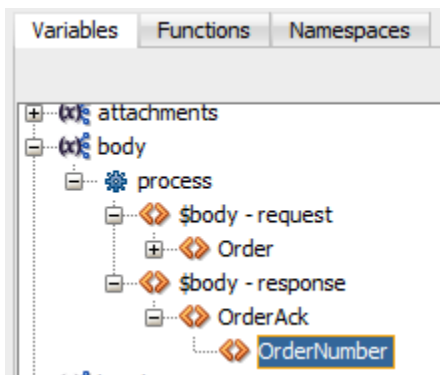 Variables Functions Namespaces
(x) attachments
(x) body
process
$body - request
Order
$body - response
OrderAck
OrderNumber